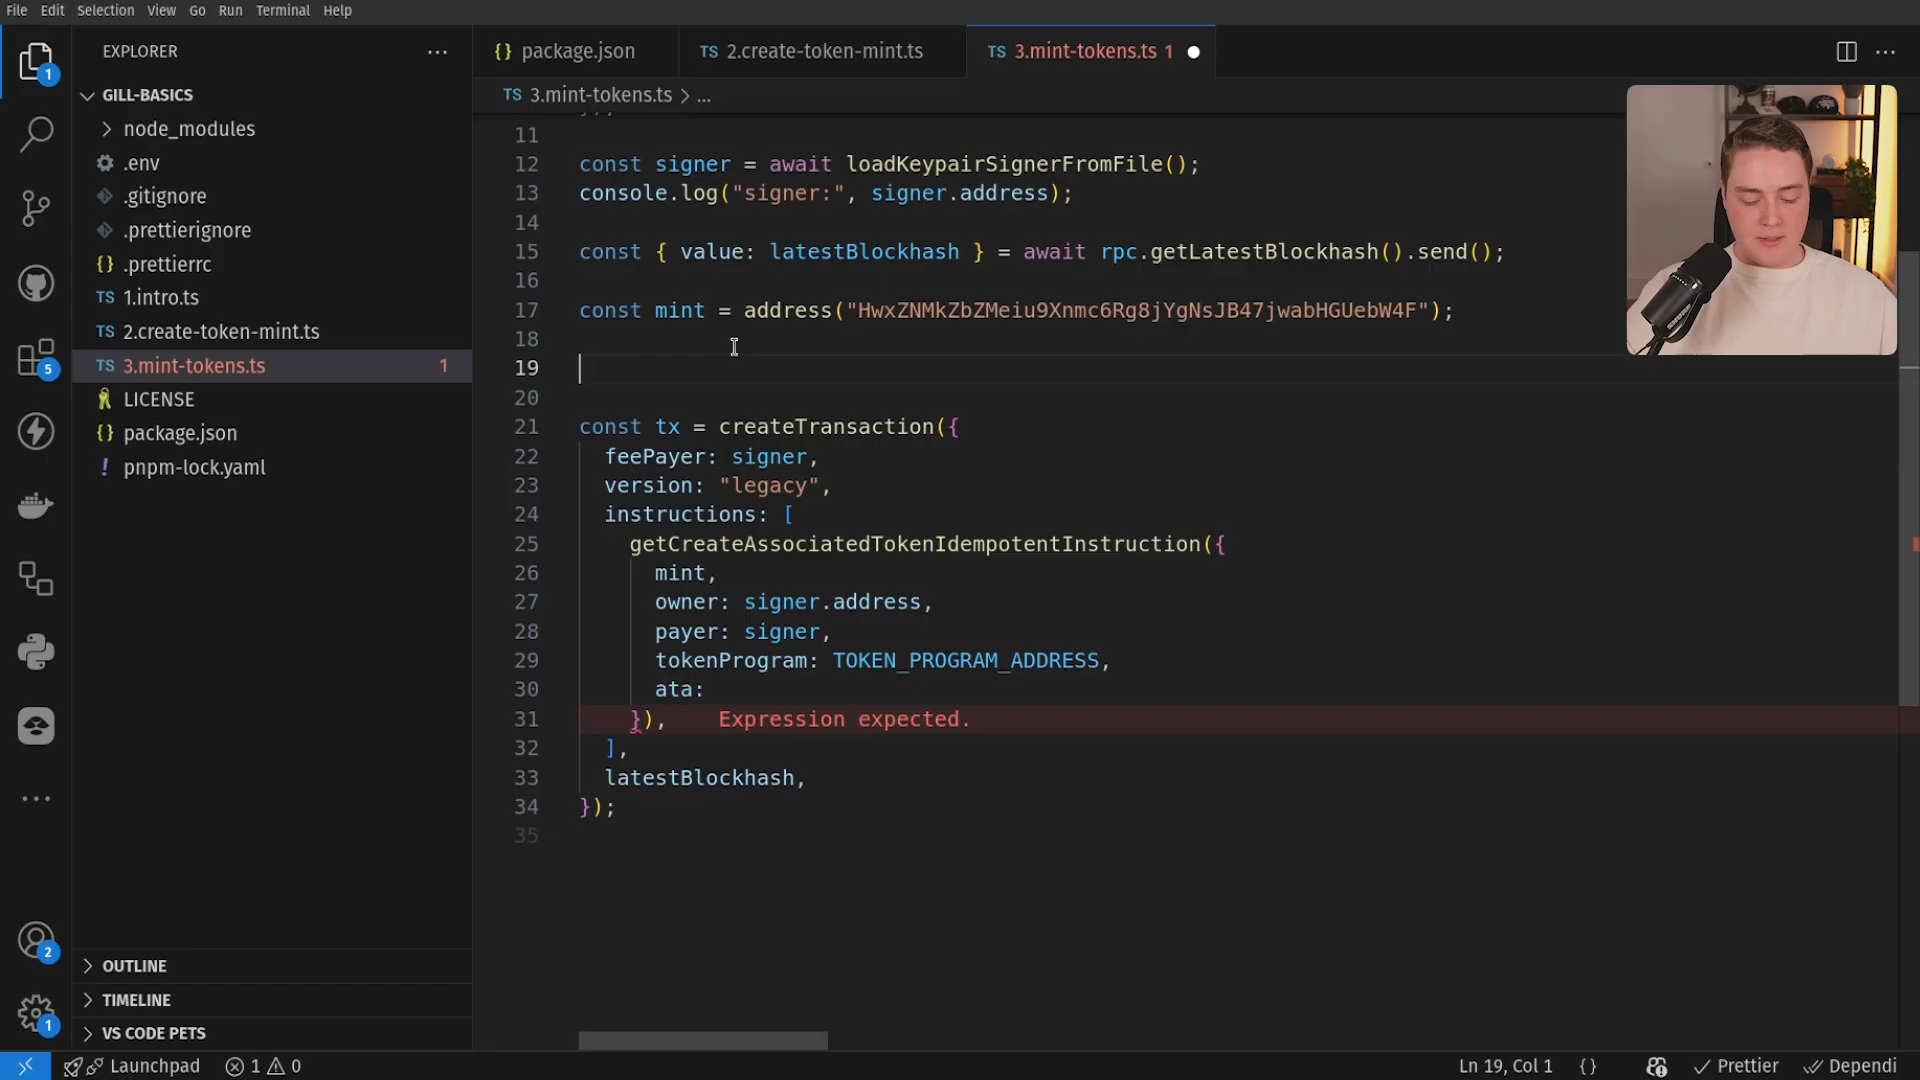 File Edit Selection View Go Run Terminal Help
EXPLORER
GILL-BASICS
node_modules
.env
.gitignore
.prettierignore
.prettierrc
1.intro.ts
2.create-token-mint.ts
3.mint-tokens.ts 1
LICENSE
package.json
pnpm-lock.yaml
OUTLINE
TIMELINE
VS CODE PETS
1
5
2
1
package.json TS 2.create-token-mint.ts TS 3.mint-tokens.ts 1
TS 3.mint-tokens.ts > ...
11
12 const signer = await loadKeypairSignerFromFile();
13 console.log("signer:", signer.address);
14
15 const { value: latestBlockhash } = await rpc.getLatestBlockhash().send();
16
17 const mint = address("HwxZNMkZbZMeiu9Xnmc6Rg8jYgNsJB47jwabHGUebW4F");
18
19
20
21 const tx = createTransaction({
22 feePayer: signer,
23 version: "legacy",
24 instructions: [
25 getCreateAssociatedTokenIdempotentInstruction({
26 mint,
27 owner: signer.address,
28 payer: signer,
29 tokenProgram: TOKEN_PROGRAM_ADDRESS,
30 ata:
31 }), Expression expected.
32 ],
33 latestBlockhash,
34 });
35
Launchpad 1 0 Ln 19, Col 1 {} Prettier Dependi